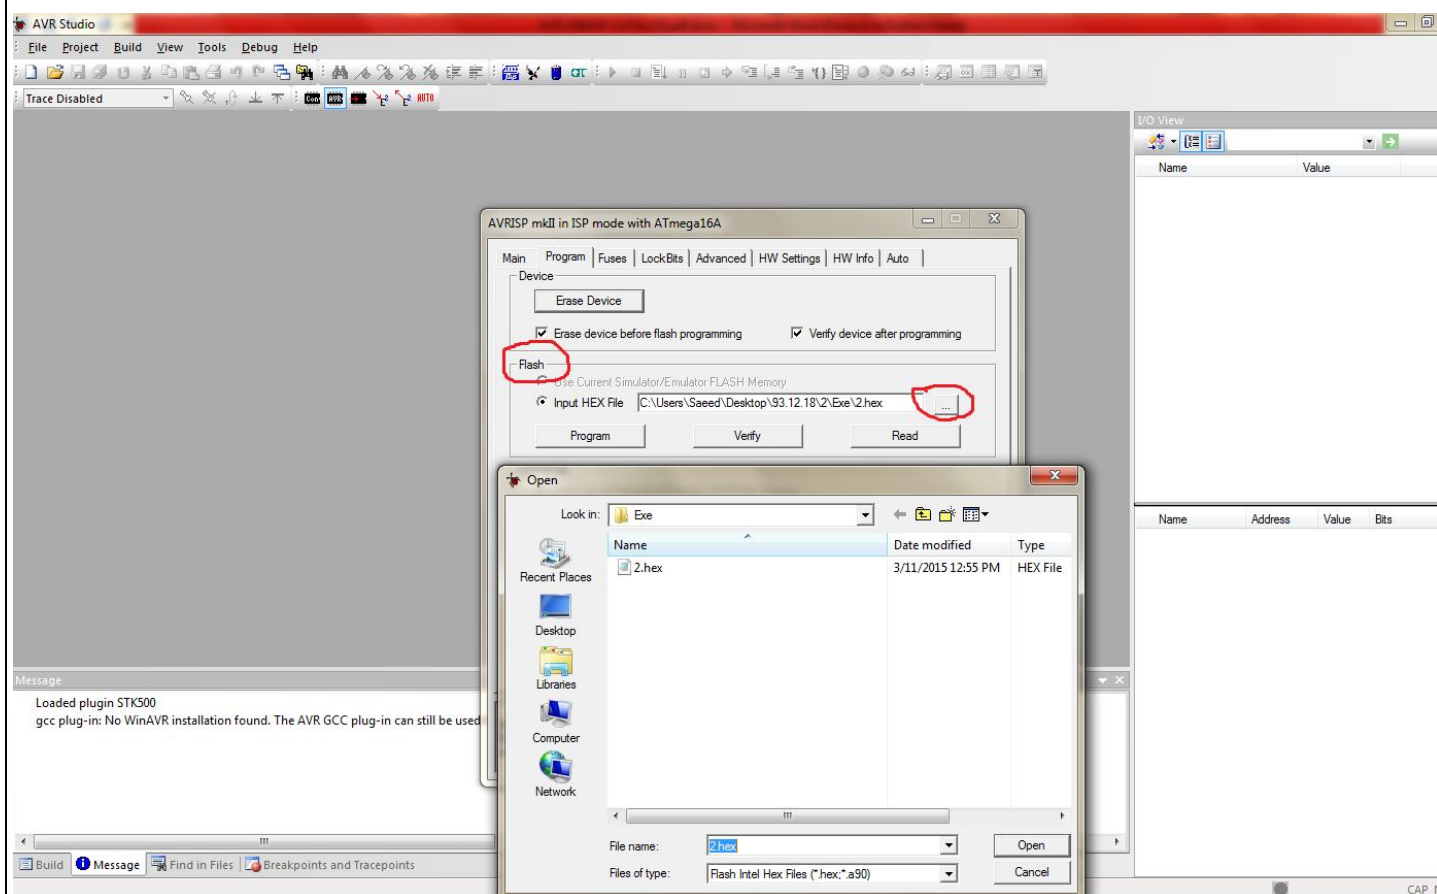 AVR Studio
File Project Build View Tools Debug Help
Trace Disabled
Con AVR AUTO
I/O View
Name Value
AVRISP mkII in ISP mode with ATmega16A
Main Program Fuses LockBits Advanced HW Settings HW Info Auto
Device
Erase Device
Erase device before flash programming Verify device after programming
Flash
Use Current Simulator/Emulator FLASH Memory
Input HEX File C:\Users\Saeed\Desktop\93.12.18\2\Exe\2.hex ...
Program Verify Read
Open
Look in: Exe
Name Date modified Type
2.hex 3/11/2015 12:55 PM HEX File
Recent Places
Desktop
Libraries
Computer
Network
File name: 2.hex Open
Files of type: Flash Intel Hex Files (*.hex;*.a90) Cancel
Name Address Value Bits
Message
Loaded plugin STK500
gcc plug-in: No WinAVR installation found. The AVR GCC plug-in can still be used
Build Message Find in Files Breakpoints and Tracepoints
CAP